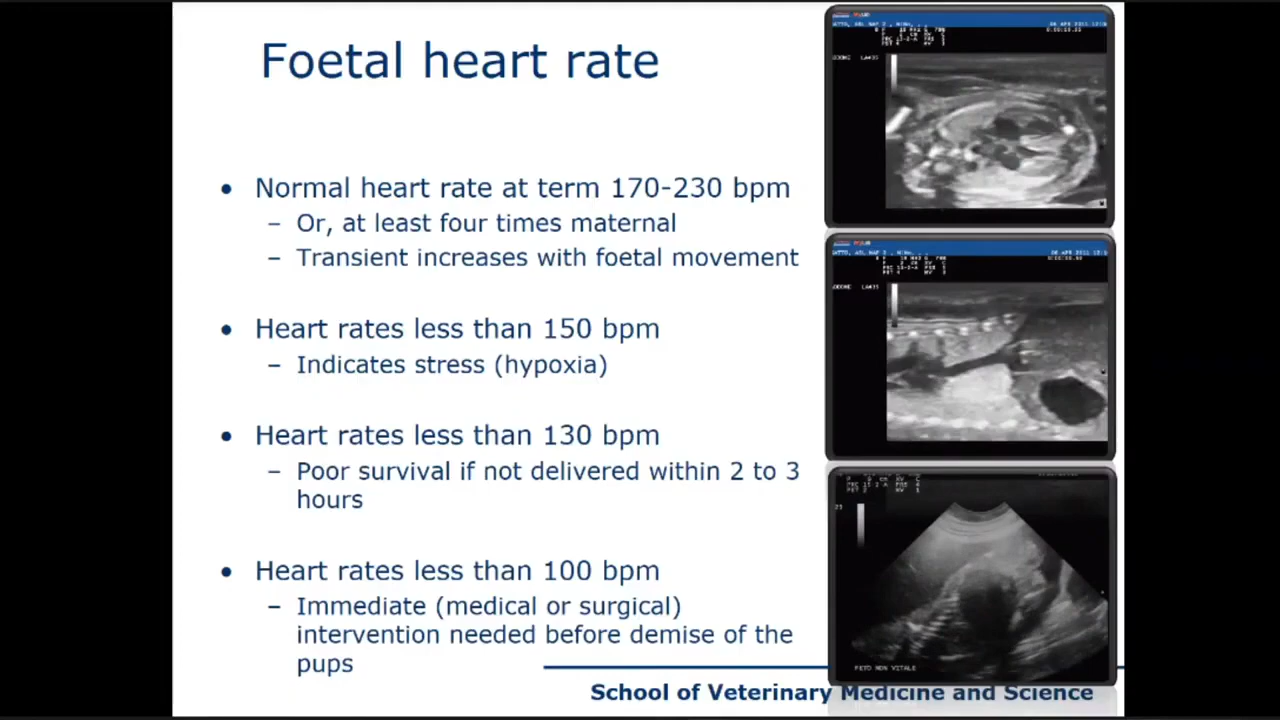 Foetal heart rate
• Normal heart rate at term 170-230 bpm
– Or, at least four times maternal
– Transient increases with foetal movement
• Heart rates less than 150 bpm
– Indicates stress (hypoxia)
• Heart rates less than 130 bpm
– Poor survival if not delivered within 2 to 3
hours
• Heart rates less than 100 bpm
– Immediate (medical or surgical)
intervention needed before demise of the
pups
FETO NON VITALE
School of Veterinary Medicine and Science